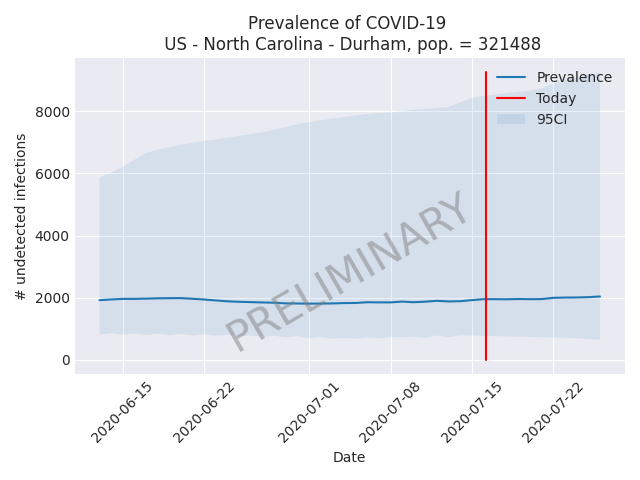 Prevalence of COVID-19
US - North Carolina - Durham, pop. = 321488
Prevalence
Today
95CI
8000
6000
4000
2000
0
# undetected infections
PRELIMINARY
2020-06-15
2020-06-22
2020-07-01
2020-07-08
2020-07-15
2020-07-22
Date